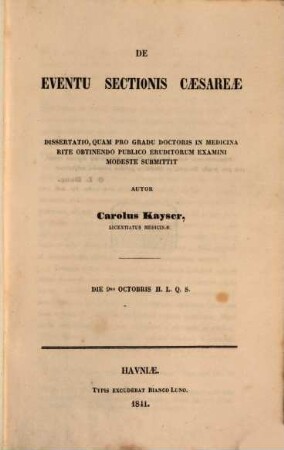 DE
EVENTU SECTIONIS CÆSAREÆ
DISSERTATIO, QUAM PRO GRADU DOCTORIS IN MEDICINA
RITE OBTINENDO PUBLICO ERUDITORUM EXAMINI
MODESTE SUBMITTIT
AUTOR
Carolus Kayser,
LICENTIATUS MEDICINÆ.
DIE OCTOBRIS H. L. Q. S.
HAVNIÆ.
TYPIS EXCUDEBAT BIANCO LUNO.
1841.